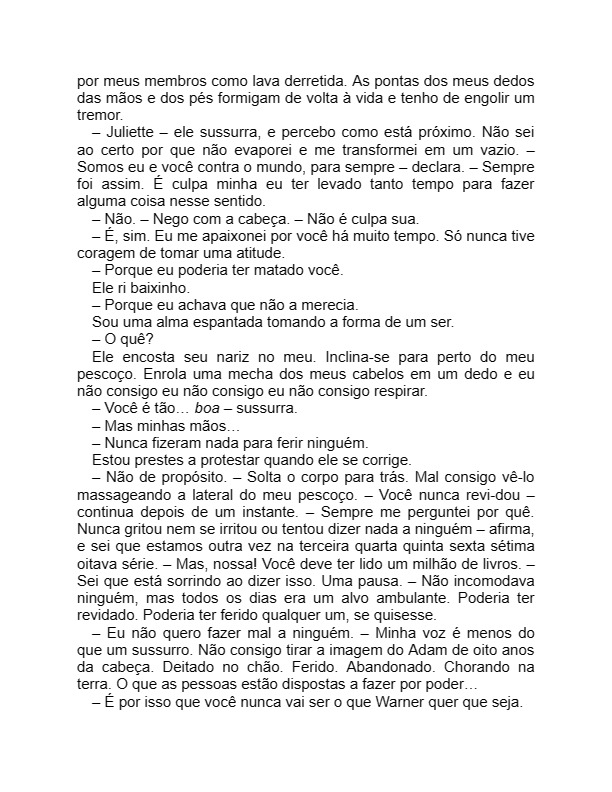 por meus membros como lava derretida. As pontas dos meus dedos
das mãos e dos pés formigam de volta à vida e tenho de engolir um
tremor.
– Juliette – ele sussurra, e percebo como está próximo. Não sei
ao certo por que não evaporei e me transformei em um vazio. –
Somos eu e você contra o mundo, para sempre – declara. – Sempre
foi assim. É culpa minha eu ter levado tanto tempo para fazer
alguma coisa nesse sentido.
– Não. – Nego com a cabeça. – Não é culpa sua.
– É, sim. Eu me apaixonei por você há muito tempo. Só nunca tive
coragem de tomar uma atitude.
– Porque eu poderia ter matado você.
Ele ri baixinho.
– Porque eu achava que não a merecia.
Sou uma alma espantada tomando a forma de um ser.
– O quê?
Ele encosta seu nariz no meu. Inclina-se para perto do meu
pescoço. Enrola uma mecha dos meus cabelos em um dedo e eu
não consigo eu não consigo eu não consigo respirar.
– Você é tão… boa – sussurra.
– Mas minhas mãos…
– Nunca fizeram nada para ferir ninguém.
Estou prestes a protestar quando ele se corrige.
– Não de propósito. – Solta o corpo para trás. Mal consigo vê-lo
massageando a lateral do meu pescoço. – Você nunca revi-dou –
continua depois de um instante. – Sempre me perguntei por quê.
Nunca gritou nem se irritou ou tentou dizer nada a ninguém – afirma,
e sei que estamos outra vez na terceira quarta quinta sexta sétima
oitava série. – Mas, nossa! Você deve ter lido um milhão de livros. –
Sei que está sorrindo ao dizer isso. Uma pausa. – Não incomodava
ninguém, mas todos os dias era um alvo ambulante. Poderia ter
revidado. Poderia ter ferido qualquer um, se quisesse.
– Eu não quero fazer mal a ninguém. – Minha voz é menos do
que um sussurro. Não consigo tirar a imagem do Adam de oito anos
da cabeça. Deitado no chão. Ferido. Abandonado. Chorando na
terra. O que as pessoas estão dispostas a fazer por poder…
– É por isso que você nunca vai ser o que Warner quer que seja.